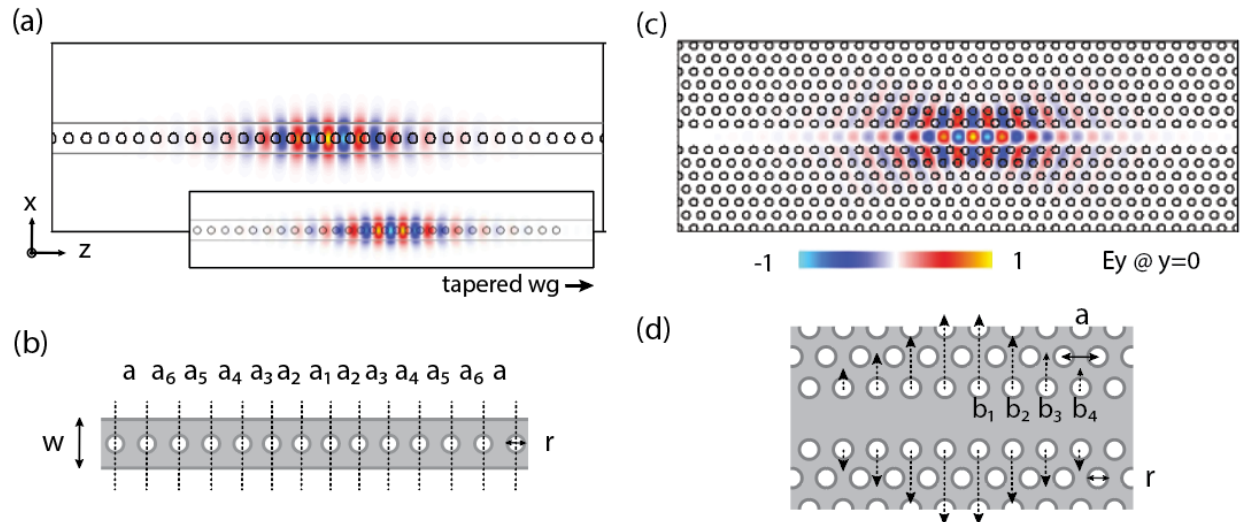 (a)
x
z
tapered wg
(c)
-1
1
Ey @ y=0
(b)
a a6 a5 a4 a3 a2 a1 a2 a3 a4 a5 a6 a
w
r
(d)
a
b1 b2 b3 b4
r